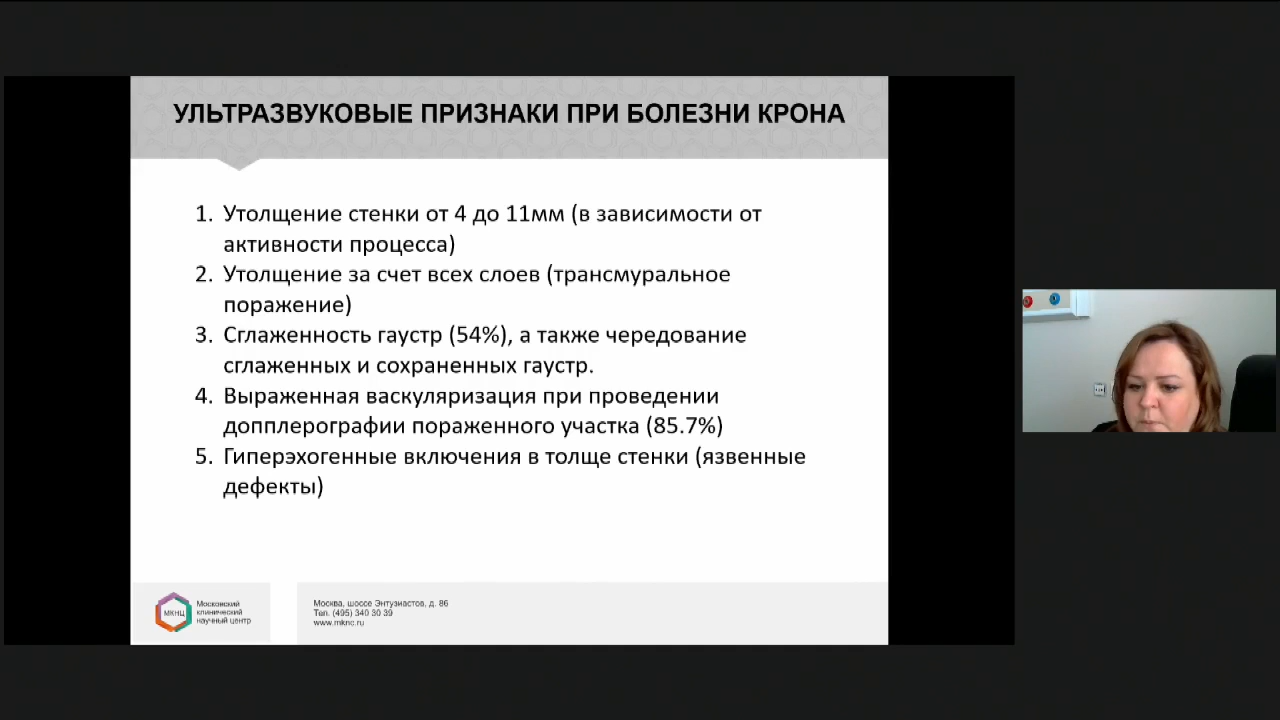 УЛЬТРАЗВУКОВЫЕ ПРИЗНАКИ ПРИ БОЛЕЗНИ КРОНА
1. Утолщение стенки от 4 до 11мм (в зависимости от
активности процесса)
2. Утолщение за счет всех слоев (трансмуральное
поражение)
3. Сглаженность гаустр (54%), а также чередование
сглаженных и сохраненных гаустр.
4. Выраженная васкуляризация при проведении
допплерографии пораженного участка (85.7%)
5. Гиперэхогенные включения в толще стенки (язвенные
дефекты)
МКНЦ
Московский
клинический
научный центр
Москва, шоссе Энтузиастов, д. 86
Тел. (495) 340 30 39
www.mknc.ru